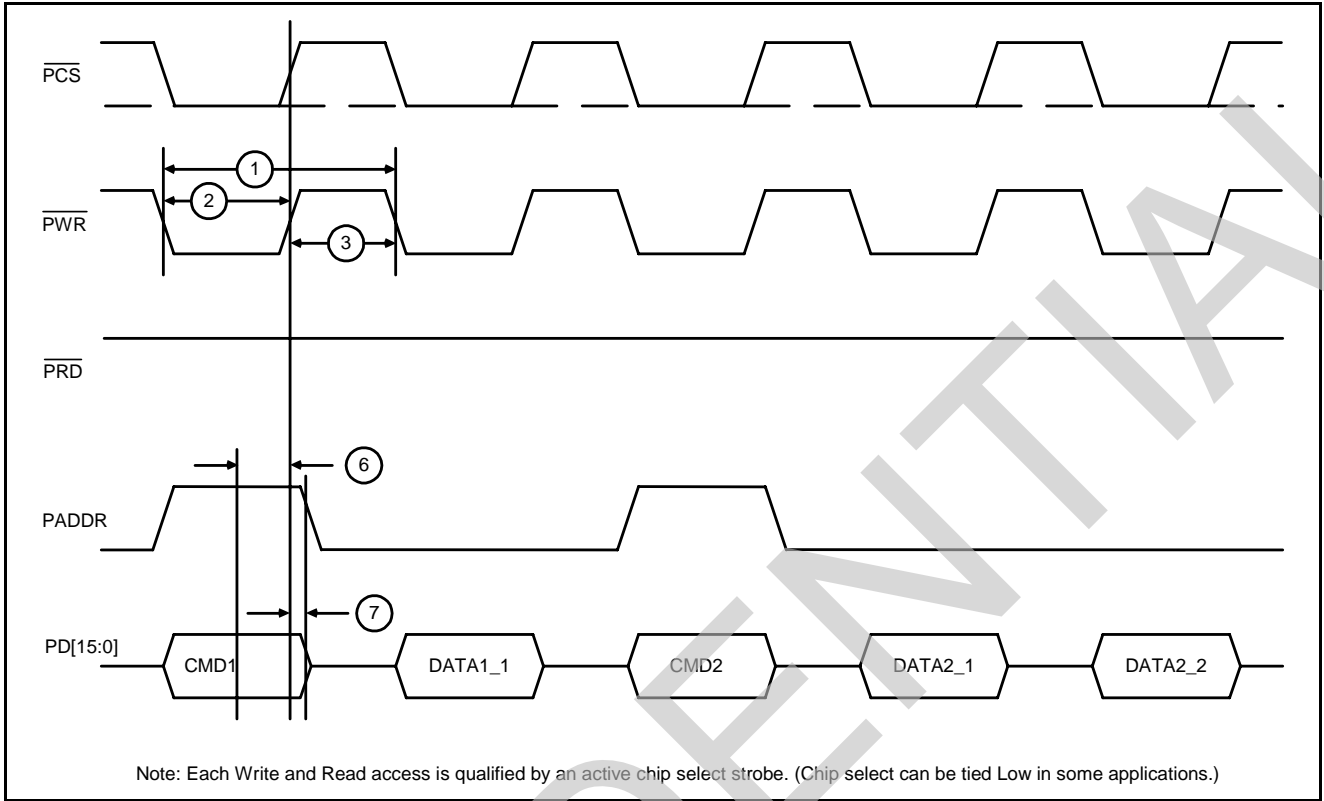 PCS
1
2
PWR
3
PRD
6
PADDR
7
PD[15:0]
CMD1
DATA1_1
CMD2
DATA2_1
DATA2_2
Note: Each Write and Read access is qualified by an active chip select strobe. (Chip select can be tied Low in some applications.)
ENTIAL